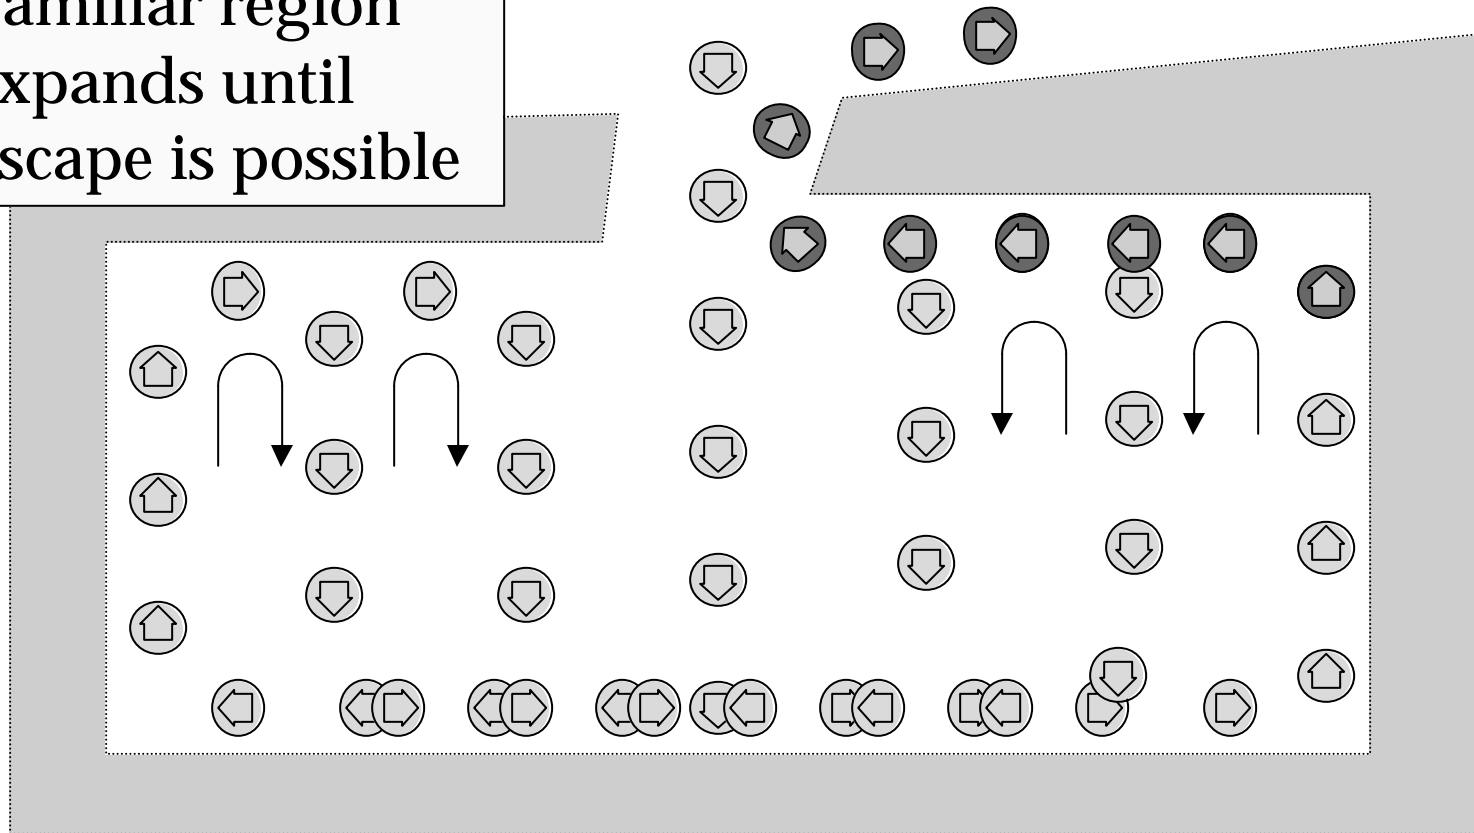 amiliar region
xpands until
scape is possible